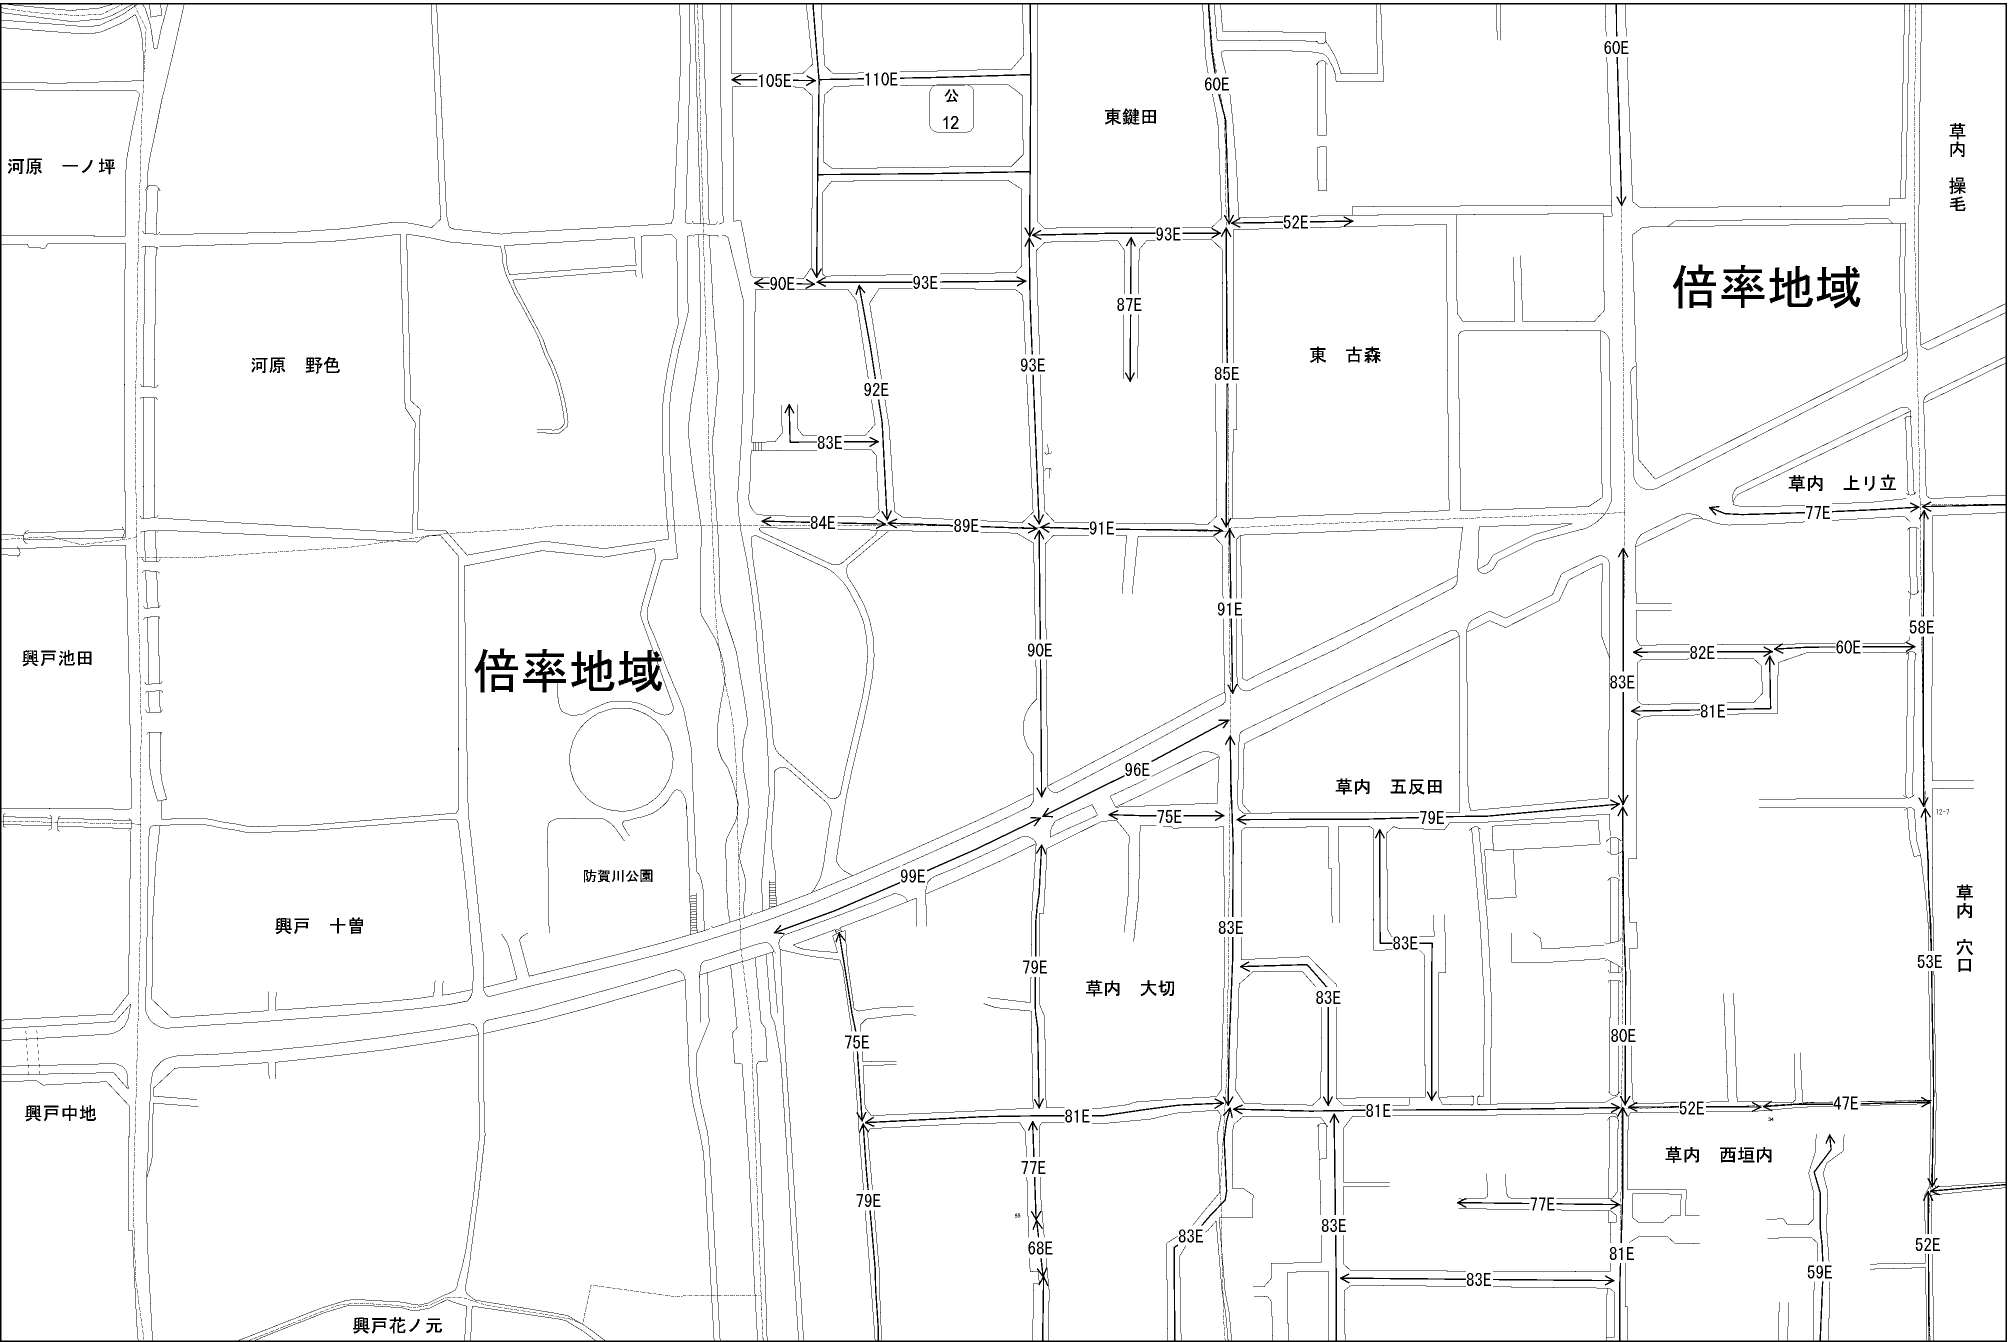 60E
105E
110E
60E
公
12
東鍵田
草内 操毛
河原 一ノ坪
52E
93E
90E
93E
87E
倍率地域
河原 野色
93E
92E
85E
東 古森
83E
草内 上リ立
77E
84E
89E
91E
91E
58E
90E
82E
60E
興戸池田
倍率地域
83E
81E
96E
草内 五反田
75E
79E
12-7
防賀川公園
99E
興戸 十曽
83E
83E
草内 穴口
53E
79E
草内 大切
83E
75E
80E
興戸中地
81E
81E
52E
47E
34
草内 西垣内
77E
79E
77E
65
83E
83E
68E
81E
52E
83E
59E
興戸花ノ元